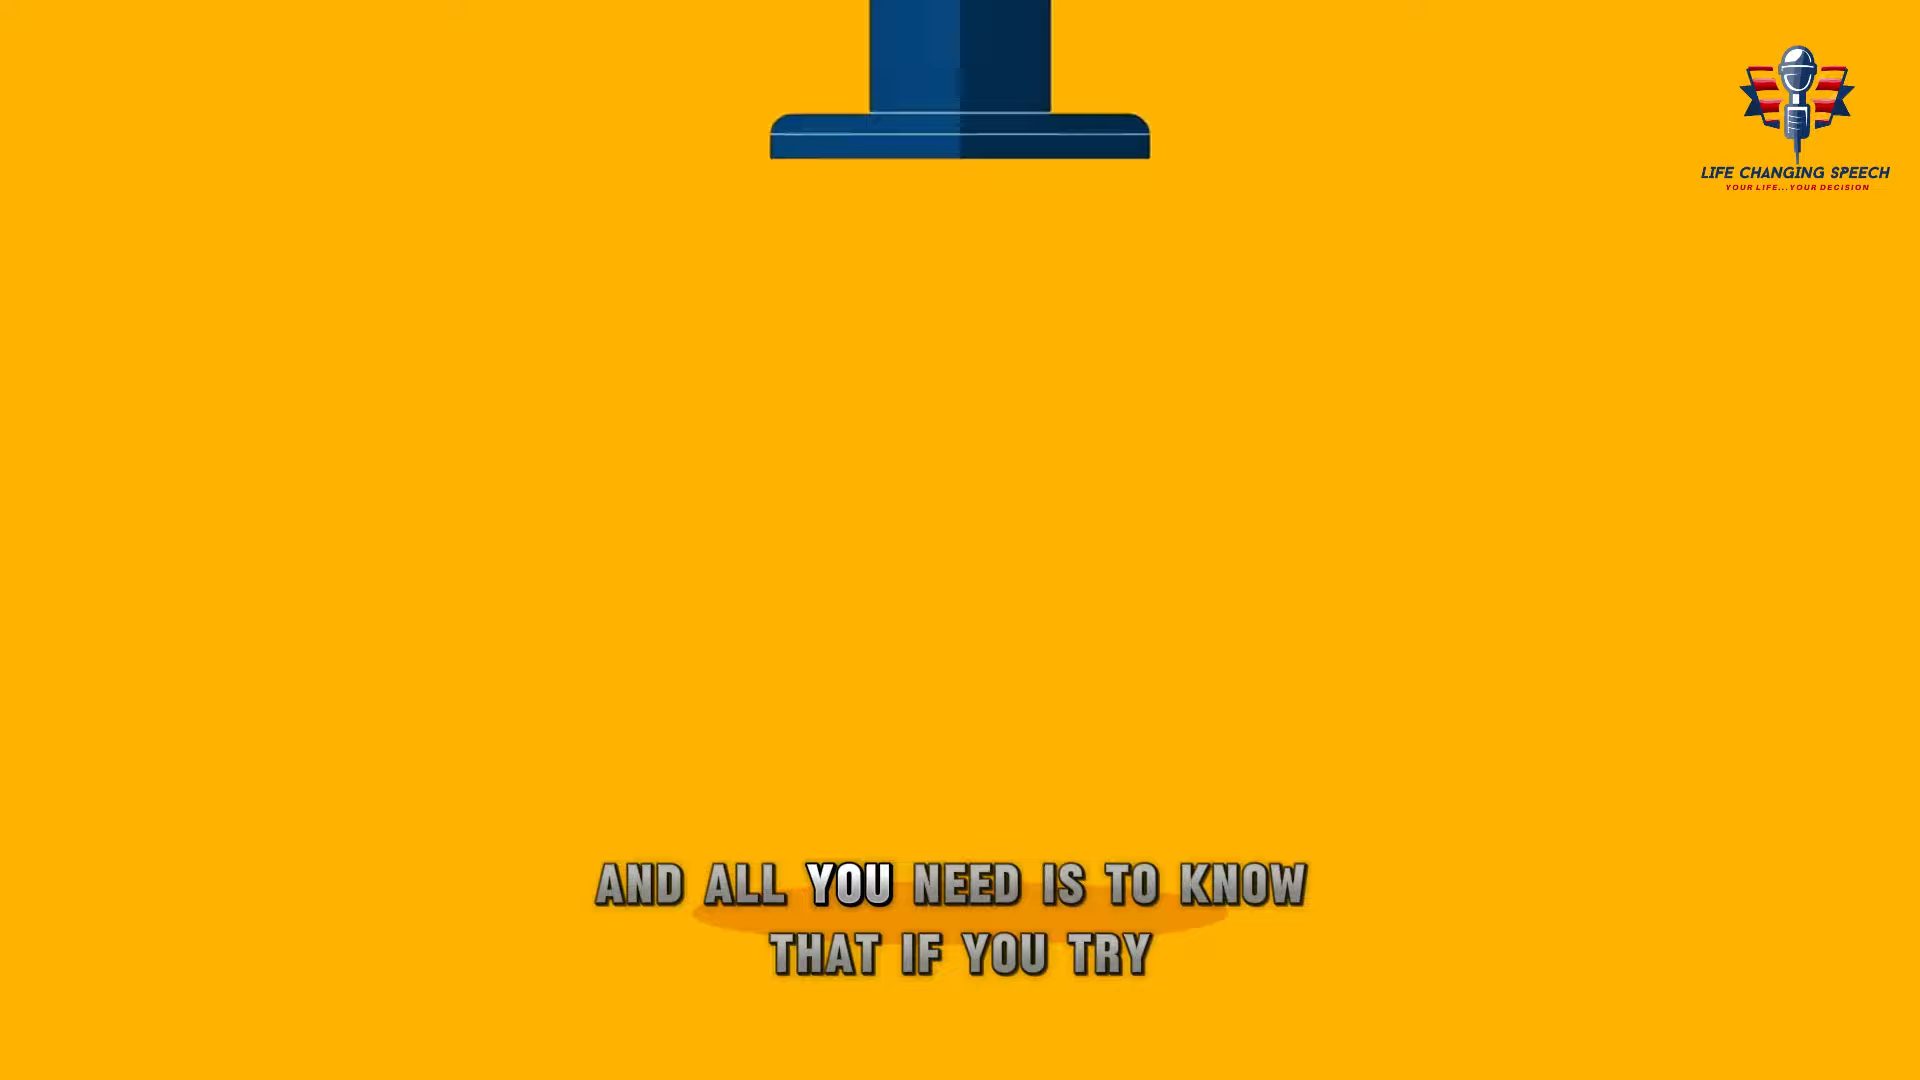 LIFE CHANGING SPEECH
YOUR LIFE...YOUR DECISION
AND ALL YOU NEED IS TO KNOW
THAT IF YOU TRY